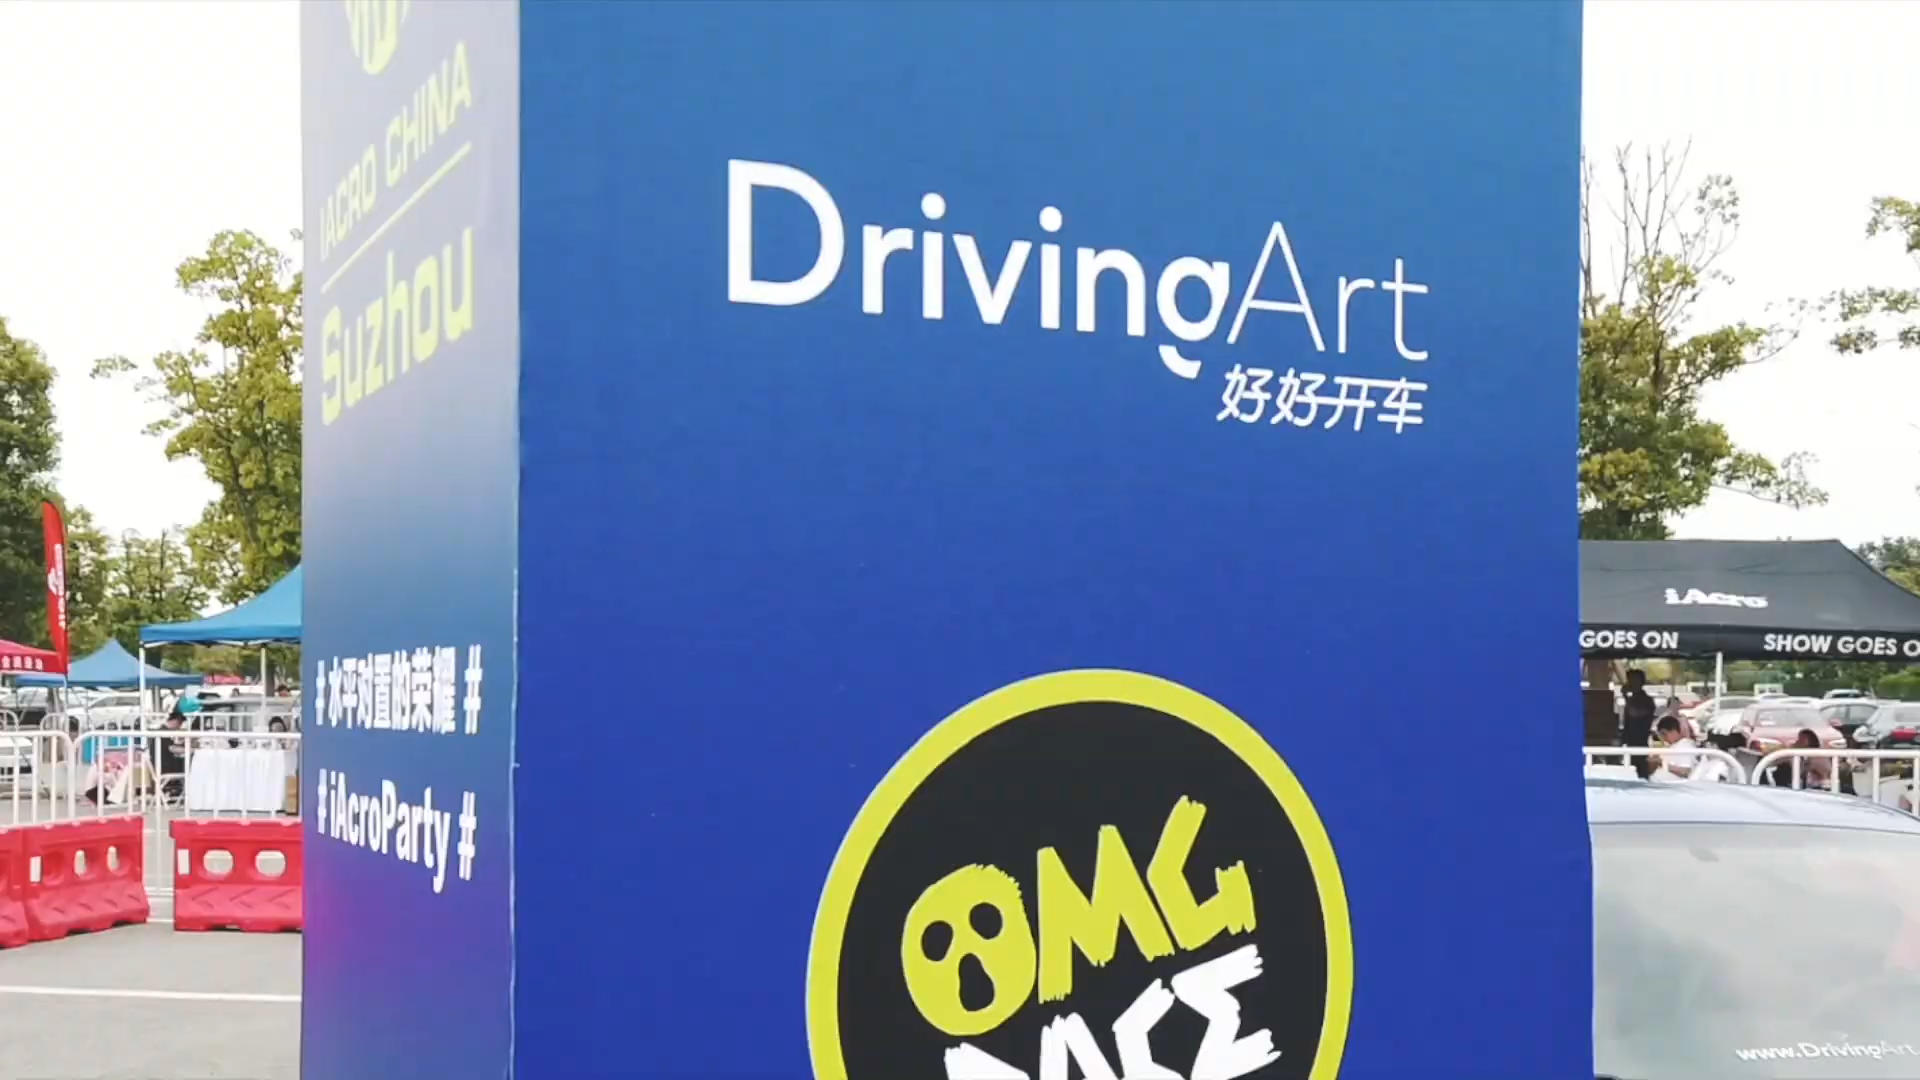 IACRO CHINA
Suzhou
#水平对置的荣耀#
#iAcroParty#
DrivingArt
好好开车
OMG
RACE
iAcro
GOES ON
SHOW GOES O
www.DrivingArt